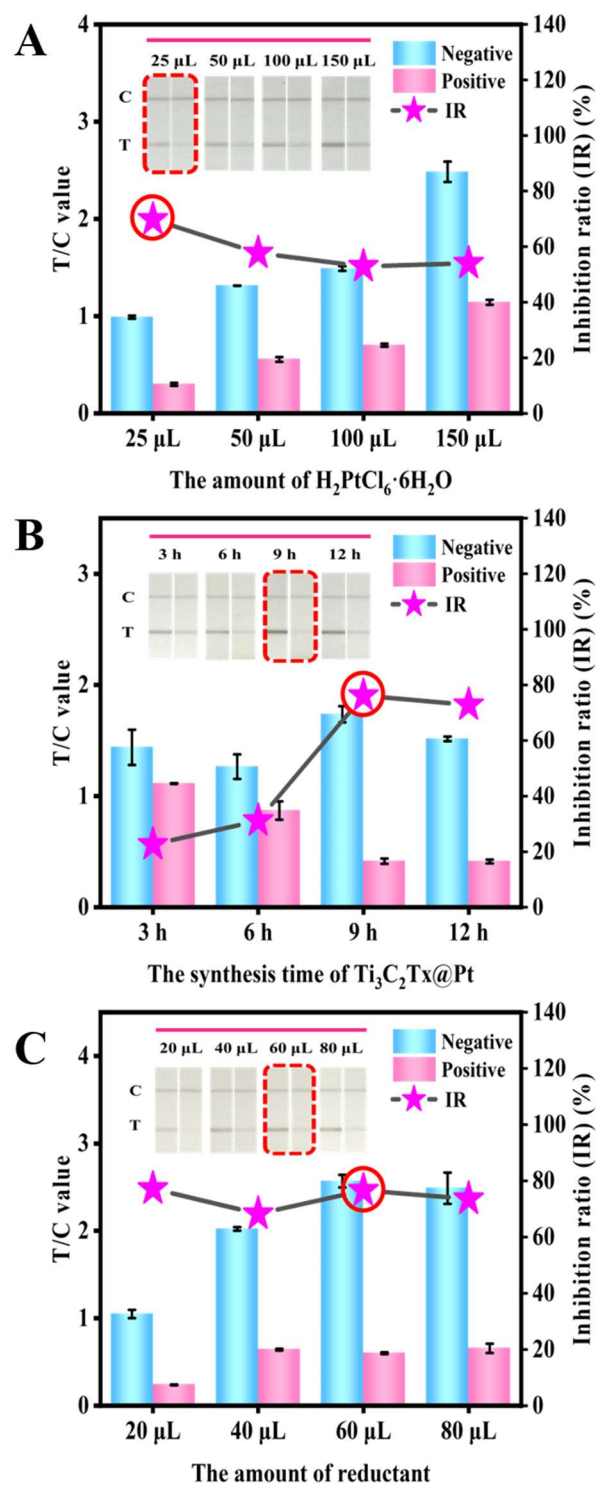 A
4
3
2
1
0
T/C value
140
120
100
80
60
40
20
0
Inhibition ratio (IR) (%)
25 µL 50 µL 100 µL 150 µL
C
T
Negative
Positive
IR
25 µL 50 µL 100 µL 150 µL
The amount of H₂PtCl₆·6H₂O
B
3
2
1
0
T/C value
140
120
100
80
60
40
20
0
Inhibition ratio (IR) (%)
3 h 6 h 9 h 12 h
C
T
Negative
Positive
IR
3 h 6 h 9 h 12 h
The synthesis time of Ti₃C₂Tx@Pt
C
4
3
2
1
0
T/C value
140
120
100
80
60
40
20
0
Inhibition ratio (IR) (%)
20 µL 40 µL 60 µL 80 µL
C
T
Negative
Positive
IR
20 µL 40 µL 60 µL 80 µL
The amount of reductant